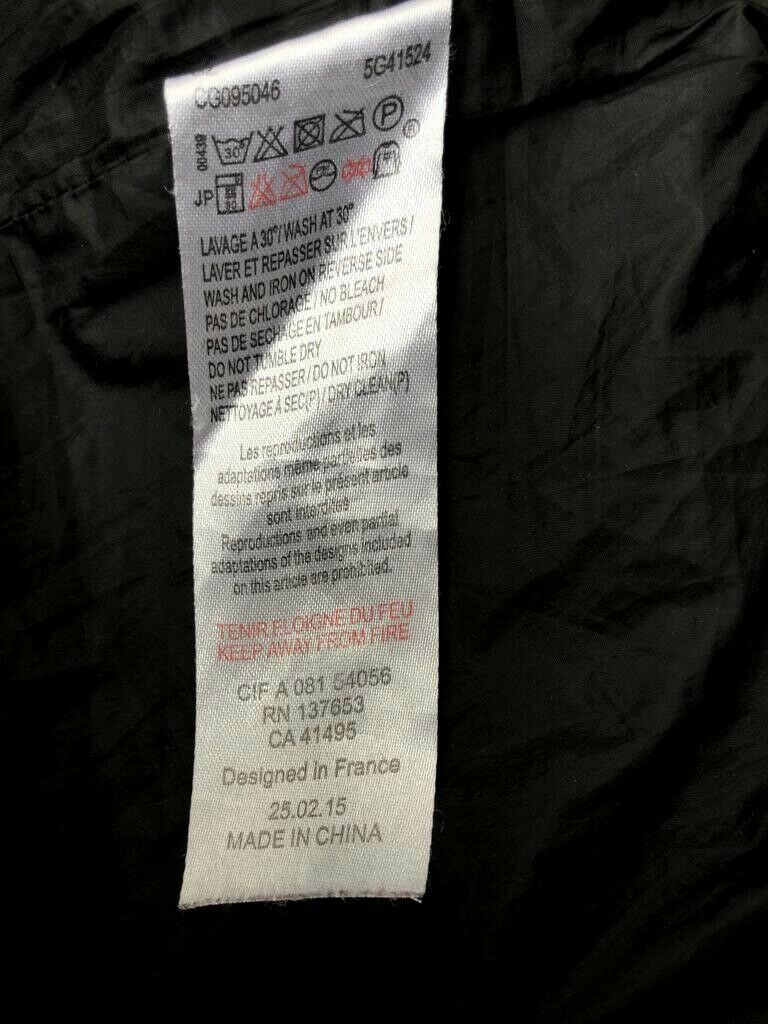 CG095046 5G41524
00439 30° P
®
JP 30
LAVAGE A 30°/ WASH AT 30°
LAVER ET REPASSER SUR L'ENVERS /
WASH AND IRON ON REVERSE SIDE
PAS DE CHLORAGE / NO BLEACH
PAS DE SECHAGE EN TAMBOUR /
DO NOT TUMBLE DRY
NE PAS REPASSER / DO NOT IRON
NETTOYAGE A SEC(P) / DRY CLEAN(P)
Les reproductions et les
adaptations même partielles des
dessins repris sur le présent article
sont interdites
Reproductions and even partial
adaptations of the designs included
on this article are prohibited.
TENIR ELOIGNE DU FEU
KEEP AWAY FROM FIRE
CIF A 081 54056
RN 137653
CA 41495
Designed in France
25.02.15
MADE IN CHINA